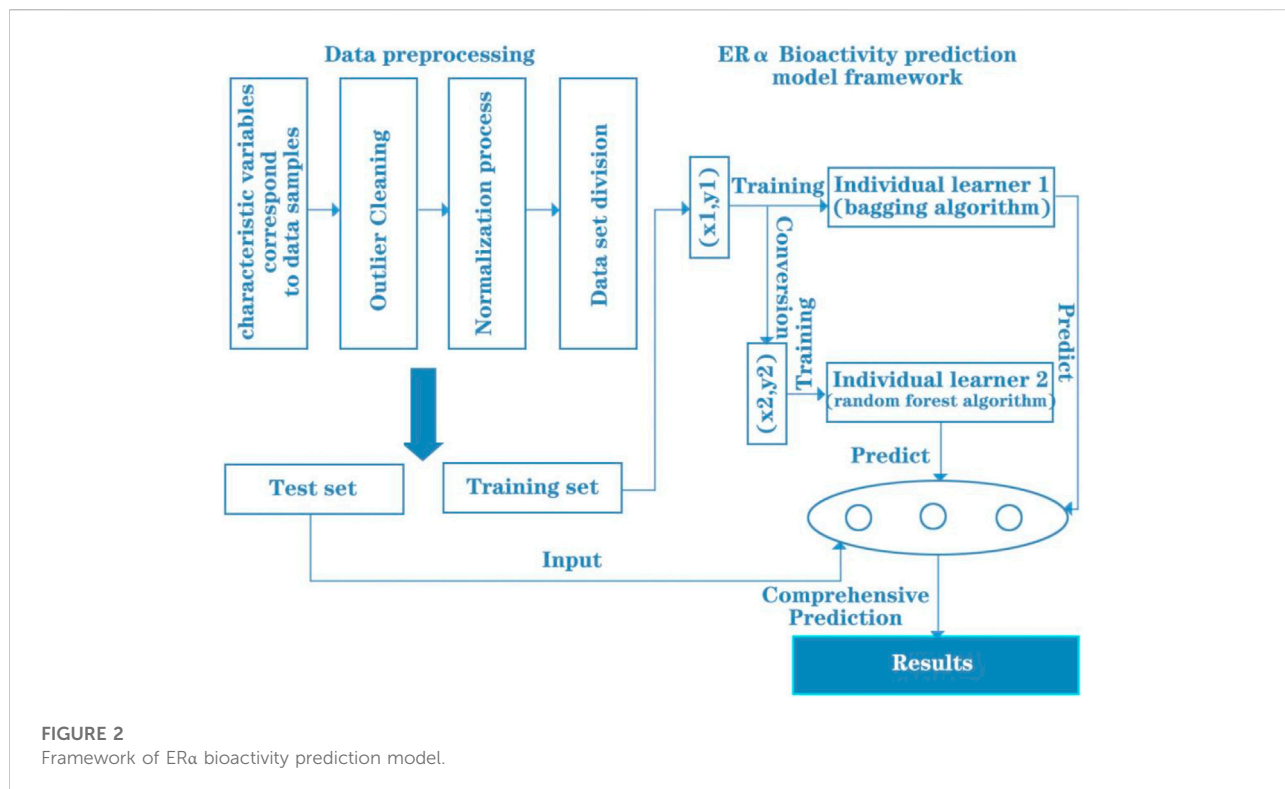 Data preprocessing
ER α Bioactivity prediction
model framework
characteristic variables
correspond
to data samples
Outlier Cleaning
Normalization process
Data set division
(x1,y1)
Training
Individual learner 1
(bagging algorithm)
Conversion
Training
Predict
(x2,y2)
Individual learner 2
(random forest algorithm)
Predict
Test set
Training set
Input
Comprehensive
Prediction
Results
FIGURE 2
Framework of ERα bioactivity prediction model.